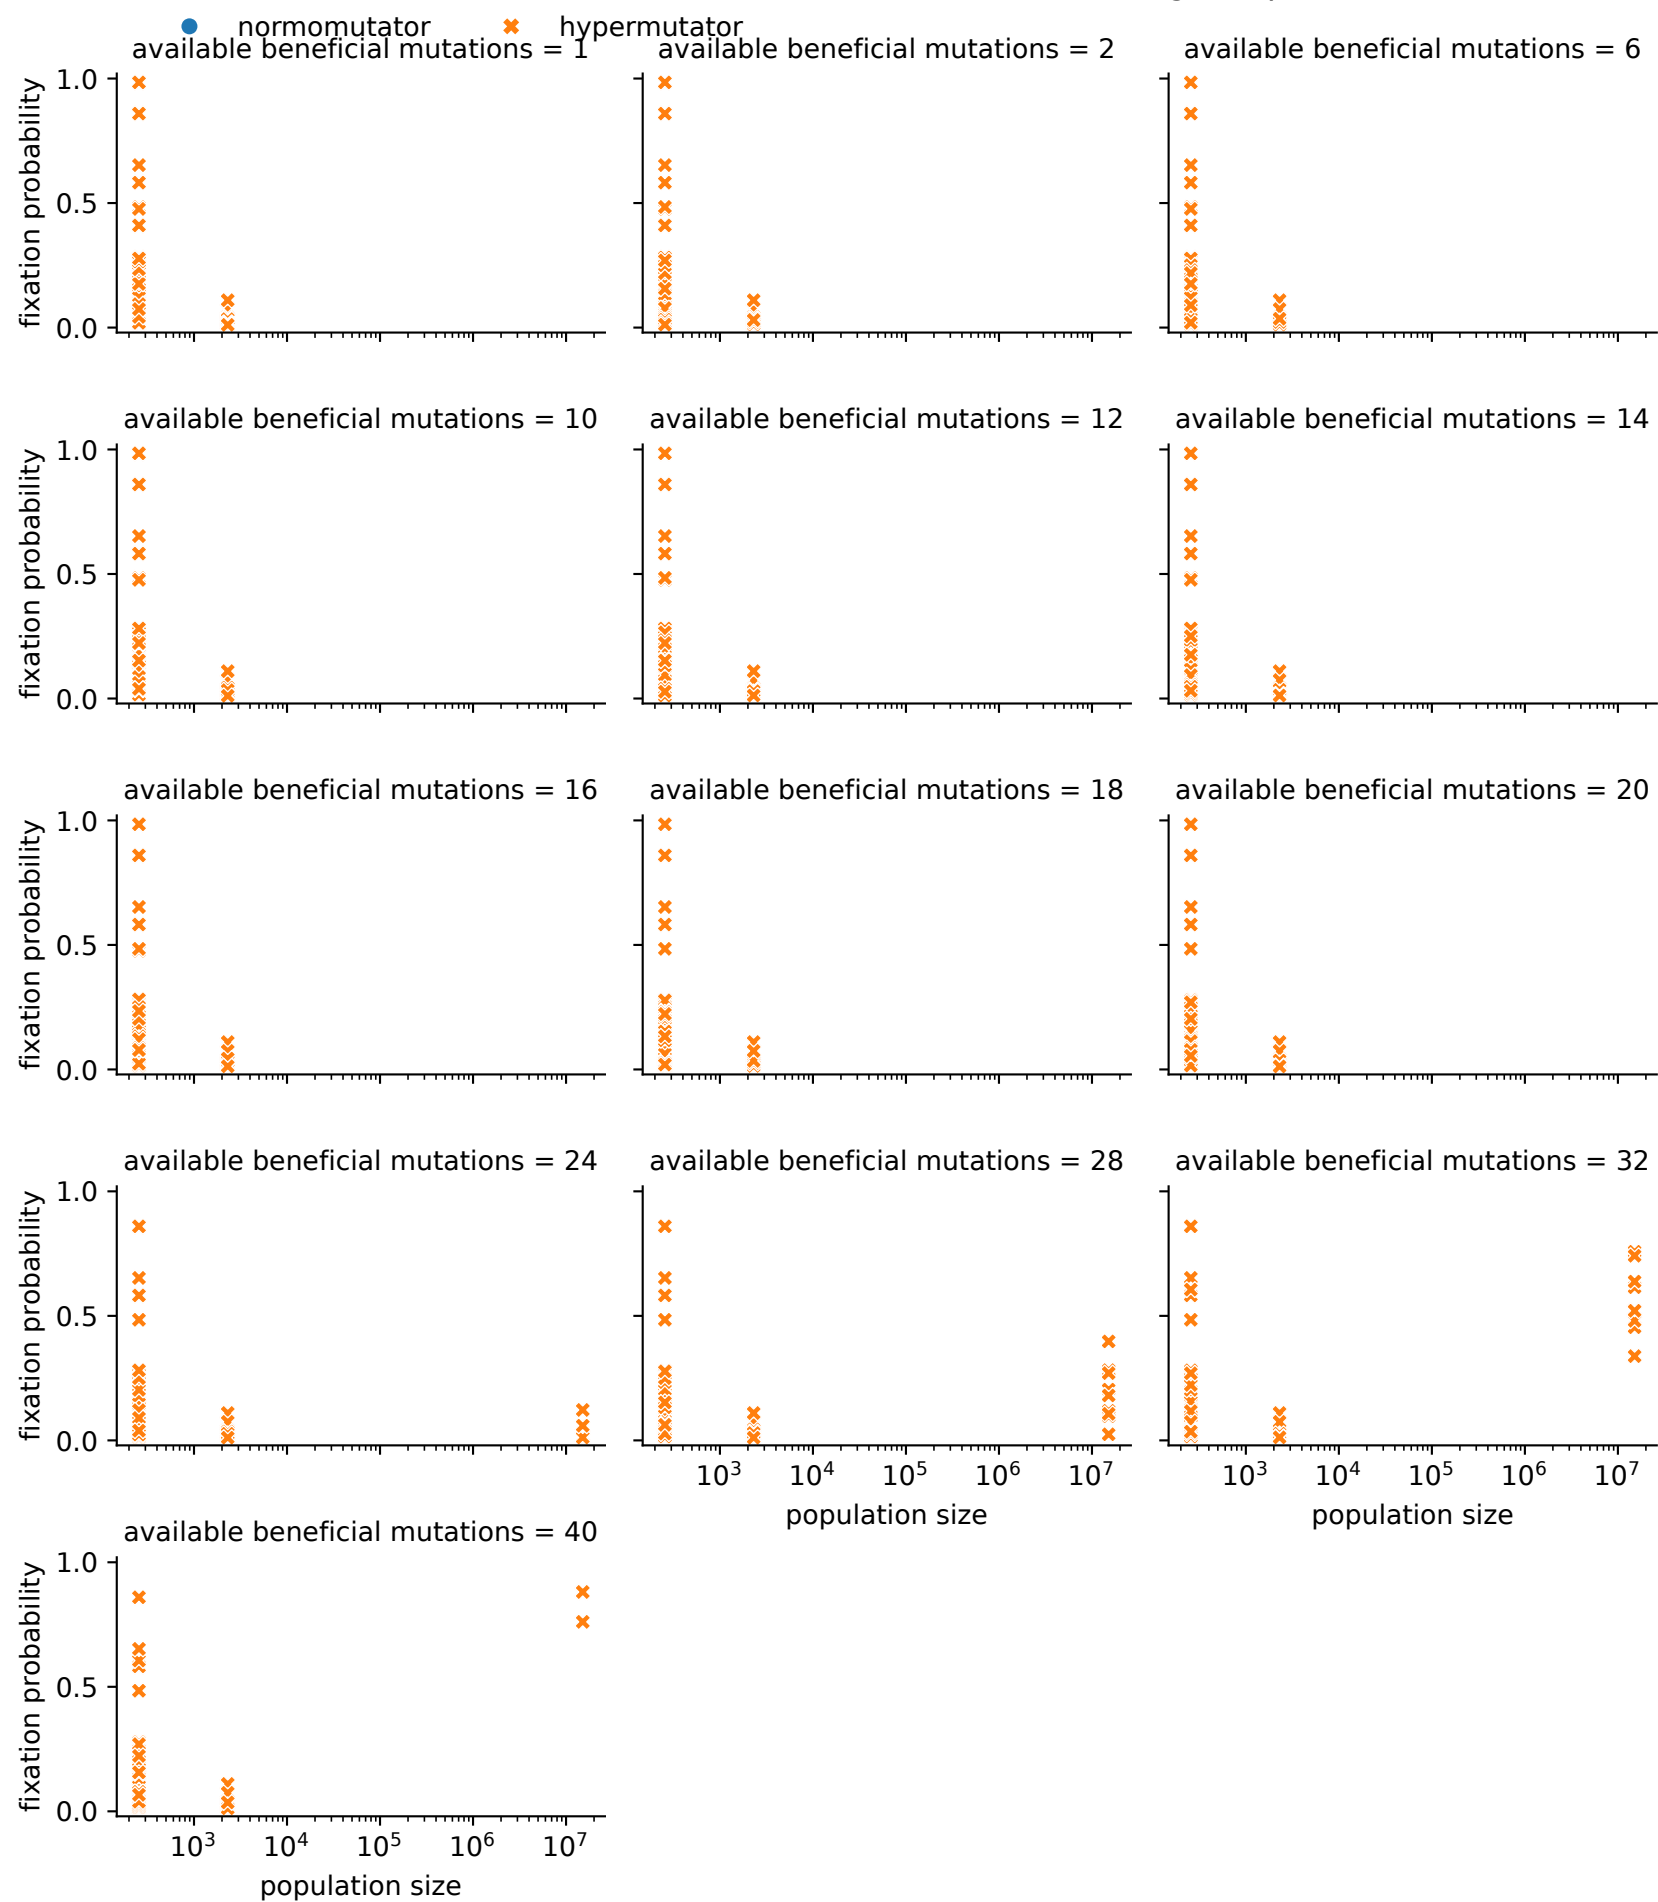 normomutator hypermutator
available beneficial mutations = 1 available beneficial mutations = 2 available beneficial mutations = 6
1.0
0.5
0.0
fixation probability
available beneficial mutations = 10 available beneficial mutations = 12 available beneficial mutations = 14
1.0
0.5
0.0
fixation probability
available beneficial mutations = 16 available beneficial mutations = 18 available beneficial mutations = 20
1.0
0.5
0.0
fixation probability
available beneficial mutations = 24 available beneficial mutations = 28 available beneficial mutations = 32
1.0
0.5
0.0
fixation probability
10³ 10⁴ 10⁵ 10⁶ 10⁷ 10³ 10⁴ 10⁵ 10⁶ 10⁷
population size population size
available beneficial mutations = 40
1.0
0.5
0.0
fixation probability
10³ 10⁴ 10⁵ 10⁶ 10⁷
population size